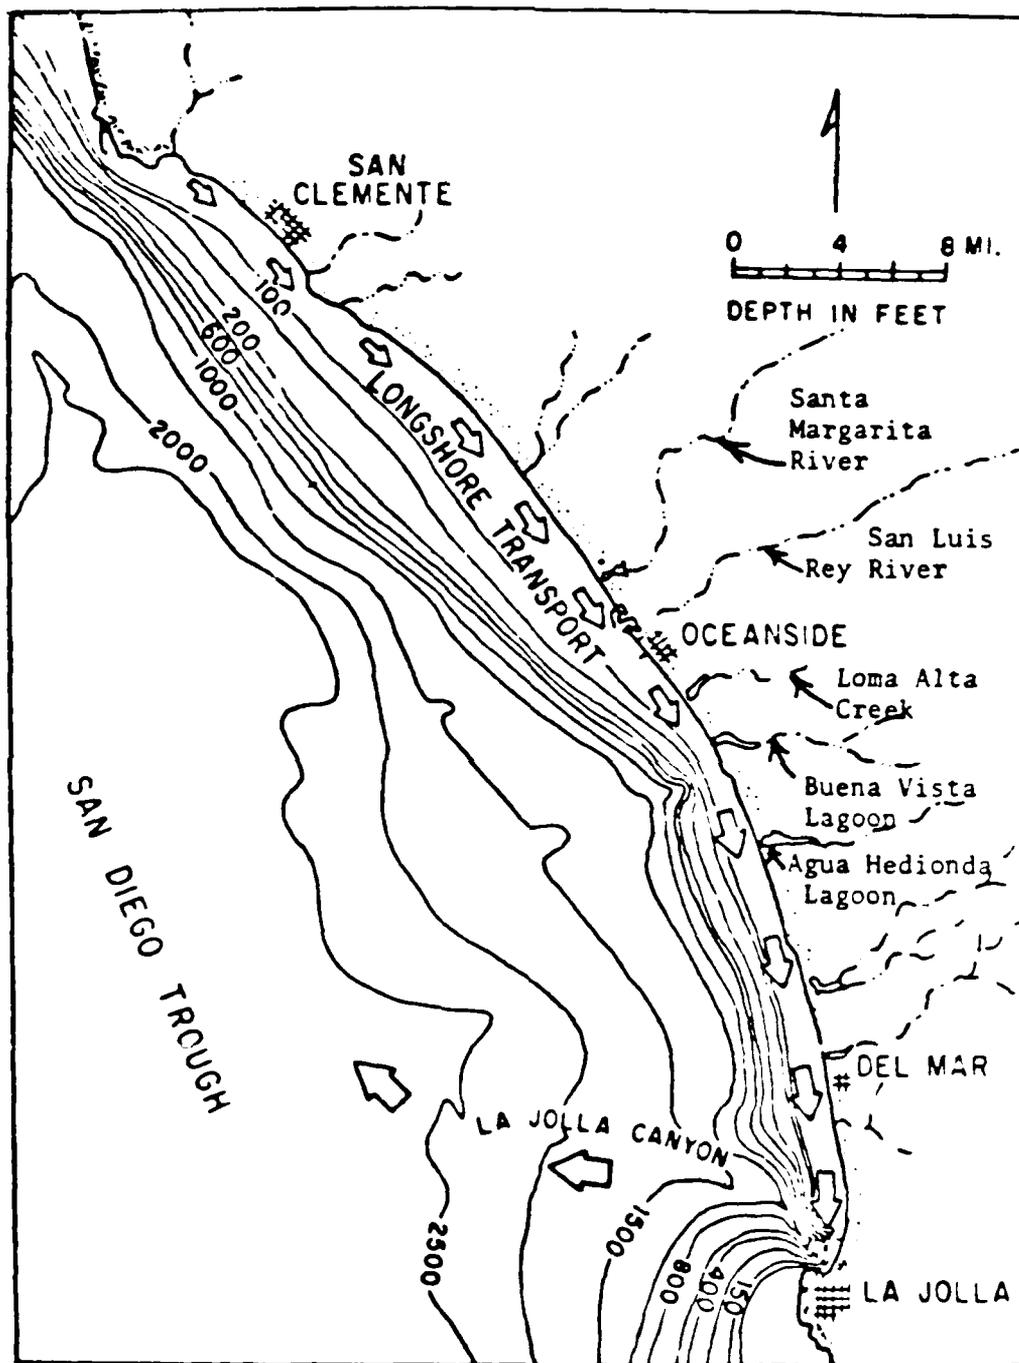 SAN
CLEMENTE
0 4 8 MI.
DEPTH IN FEET
100
200
600
1000
2000
LONGSHORE TRANSPORT
Santa
Margarita
River
San Luis
Rey River
OCEANSIDE
Loma Alta
Creek
Buena Vista
Lagoon
Agua Hedionda
Lagoon
SAN DIEGO TROUGH
DEL MAR
LA JOLLA CANYON
2500
1500
800
400
150
LA JOLLA